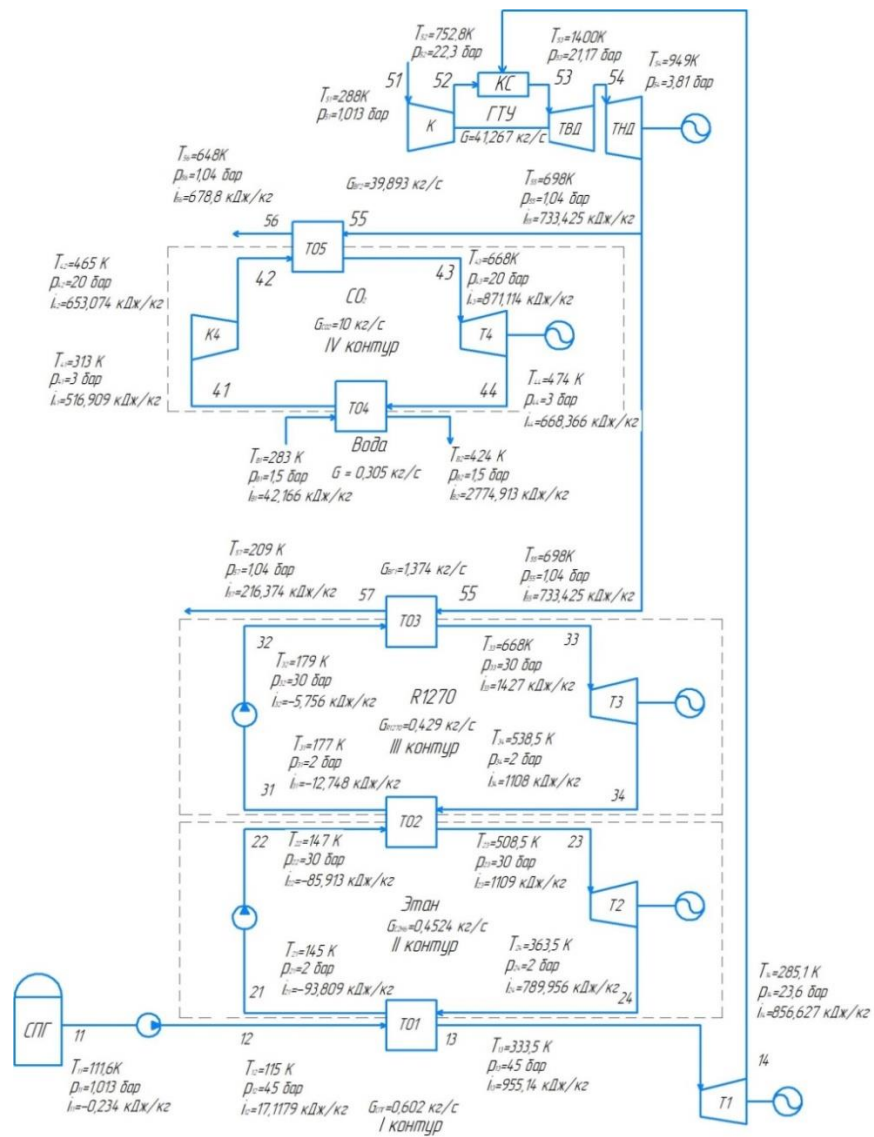 T₅₂=752,8K
p₅₂=22,3 бар
T₅₃=1400K
p₅₃=21,17 бар
T₅₄=949K
p₅₄=3,81 бар
51
52
КС
53
54
T₅₁=288K
p₅₁=1,013 бар
К
ГТУ
G=41,267 кг/с
ТВД
ТНД
T₅₆=648K
p₅₆=1,04 бар
i₅₆=678,8 кДж/кг
G_ВГ2=39,893 кг/с
T₅₅=698K
p₅₅=1,04 бар
i₅₅=733,425 кДж/кг
56
55
ТО5
T₄₂=465 K
p₄₂=20 бар
i₄₂=653,074 кДж/кг
42
43
T₄₃=668K
p₄₃=20 бар
i₄₃=871,114 кДж/кг
CO₂
G_CO2=10 кг/с
IV контур
К4
Т4
T₄₁=313 K
p₄₁=3 бар
i₄₁=516,909 кДж/кг
41
44
T₄₄=474 K
p₄₄=3 бар
i₄₄=668,366 кДж/кг
ТО4
Вода
G = 0,305 кг/с
T_В1=283 K
p_В1=1,5 бар
i_В1=42,166 кДж/кг
T_В2=424 K
p_В2=1,5 бар
i_В2=2774,913 кДж/кг
T₅₇=209 K
p₅₇=1,04 бар
i₅₇=216,374 кДж/кг
G_ВГ1=1,374 кг/с
T₅₅=698K
p₅₅=1,04 бар
i₅₅=733,425 кДж/кг
57
55
ТО3
32
33
T₃₂=179 K
p₃₂=30 бар
i₃₂=-5,756 кДж/кг
T₃₃=668K
p₃₃=30 бар
i₃₃=1427 кДж/кг
R1270
G_R1270=0,429 кг/с
III контур
Т3
T₃₁=177 K
p₃₁=2 бар
i₃₁=-12,748 кДж/кг
T₃₄=538,5 K
p₃₄=2 бар
i₃₄=1108 кДж/кг
31
34
ТО2
22
23
T₂₂=147 K
p₂₂=30 бар
i₂₂=-85,913 кДж/кг
T₂₃=508,5 K
p₂₃=30 бар
i₂₃=1109 кДж/кг
Этан
G_C2H6=0,4524 кг/с
II контур
Т2
T₂₁=145 K
p₂₁=2 бар
i₂₁=-93,809 кДж/кг
T₂₄=363,5 K
p₂₄=2 бар
i₂₄=789,956 кДж/кг
21
24
T₁₄=285,1 K
p₁₄=23,6 бар
i₁₄=856,627 кДж/кг
СПГ
11
12
ТО1
13
14
T₁₁=111,6K
p₁₁=1,013 бар
i₁₁=-0,234 кДж/кг
T₁₂=115 K
p₁₂=45 бар
i₁₂=17,1179 кДж/кг
T₁₃=333,5 K
p₁₃=45 бар
i₁₃=955,14 кДж/кг
G_СПГ=0,602 кг/с
I контур
Т1